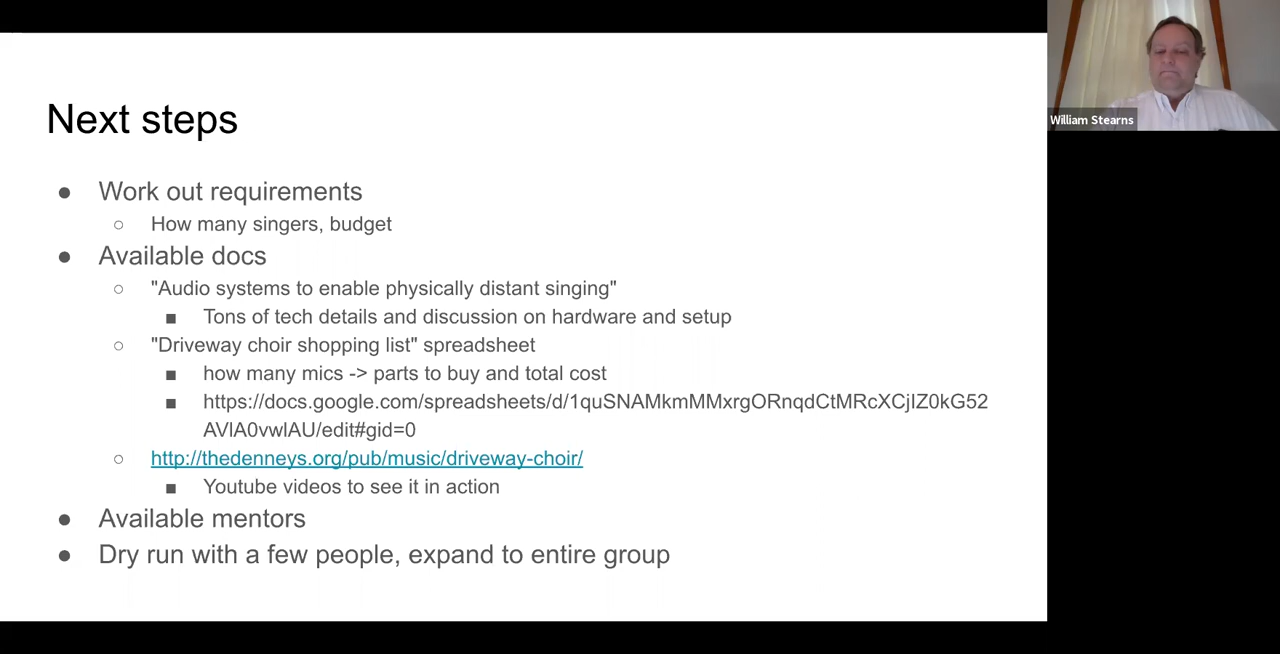 Next steps
● Work out requirements
○ How many singers, budget
● Available docs
○ "Audio systems to enable physically distant singing"
■ Tons of tech details and discussion on hardware and setup
○ "Driveway choir shopping list" spreadsheet
■ how many mics -> parts to buy and total cost
■ https://docs.google.com/spreadsheets/d/1quSNAMkmMMxrgORnqdCtMRcXCjIZ0kG52
AVlA0vwlAU/edit#gid=0
○ http://thedenneys.org/pub/music/driveway-choir/
■ Youtube videos to see it in action
● Available mentors
● Dry run with a few people, expand to entire group
William Stearns